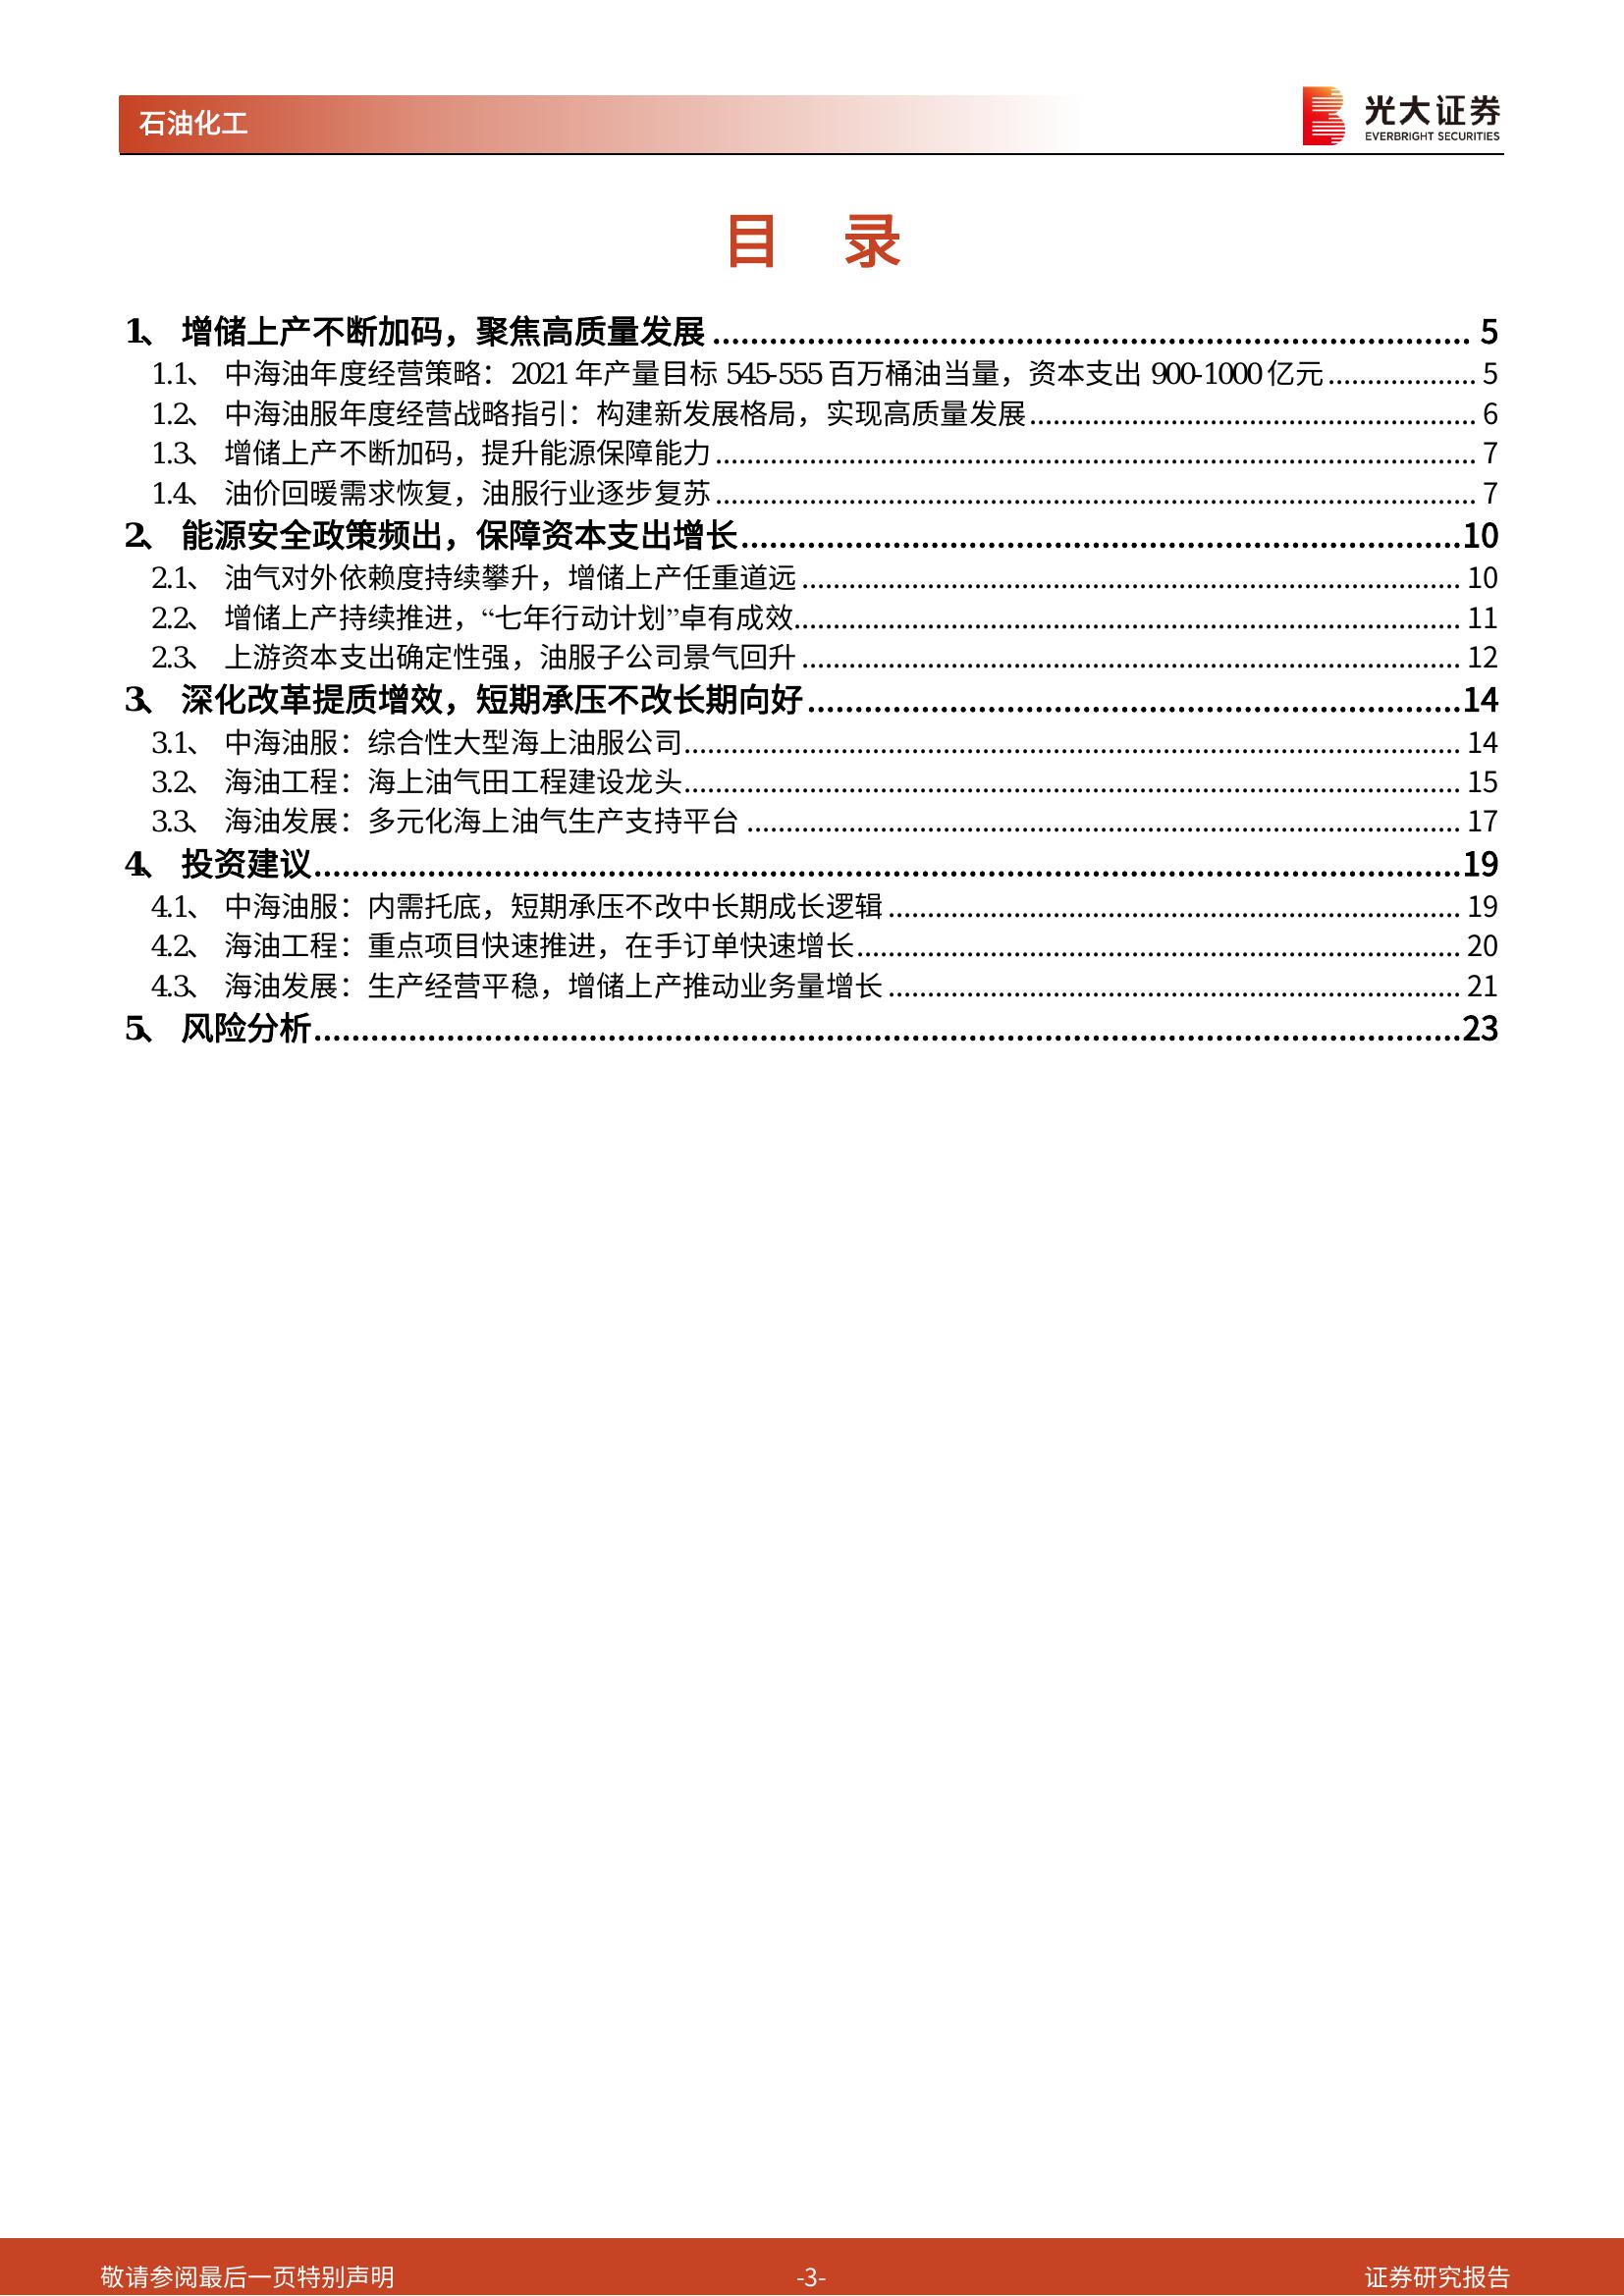 石油化工
光大证券
EVERBRIGHT SECURITIES
目 录
1、 增储上产不断加码，聚焦高质量发展 ........ 5
1.1、 中海油年度经营策略：2021 年产量目标 545-555 百万桶油当量，资本支出 900-1000 亿元 ........ 5
1.2、 中海油服年度经营战略指引：构建新发展格局，实现高质量发展 ........ 6
1.3、 增储上产不断加码，提升能源保障能力 ........ 7
1.4、 油价回暖需求恢复，油服行业逐步复苏 ........ 7
2、 能源安全政策频出，保障资本支出增长 ........ 10
2.1、 油气对外依赖度持续攀升，增储上产任重道远 ........ 10
2.2、 增储上产持续推进，“七年行动计划”卓有成效 ........ 11
2.3、 上游资本支出确定性强，油服子公司景气回升 ........ 12
3、 深化改革提质增效，短期承压不改长期向好 ........ 14
3.1、 中海油服：综合性大型海上油服公司 ........ 14
3.2、 海油工程：海上油气田工程建设龙头 ........ 15
3.3、 海油发展：多元化海上油气生产支持平台 ........ 17
4、 投资建议 ........ 19
4.1、 中海油服：内需托底，短期承压不改中长期成长逻辑 ........ 19
4.2、 海油工程：重点项目快速推进，在手订单快速增长 ........ 20
4.3、 海油发展：生产经营平稳，增储上产推动业务量增长 ........ 21
5、 风险分析 ........ 23
敬请参阅最后一页特别声明 -3- 证券研究报告